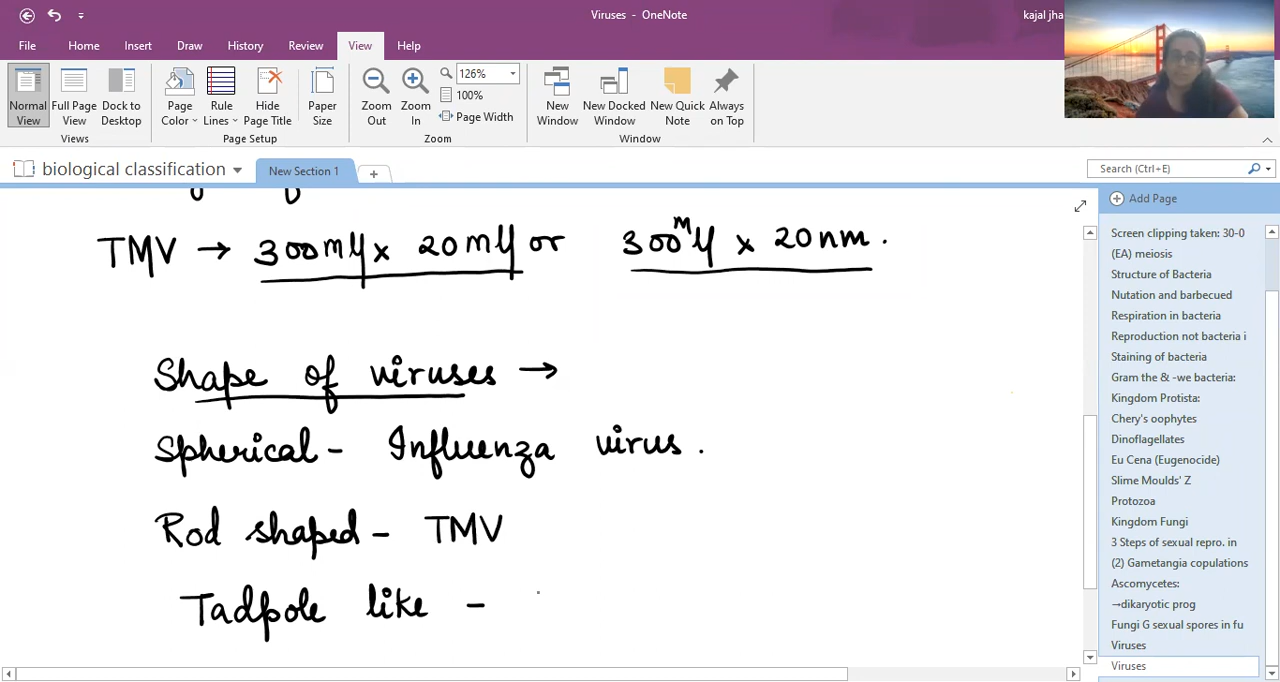 Viruses - OneNote
kajal jha
File Home Insert Draw History Review View Help
Normal View
Full Page View
Dock to Desktop
Views
Page Color
Rule Lines
Hide Page Title
Paper Size
Page Setup
Zoom Out
Zoom In
126%
100%
Page Width
Zoom
New Window
New Docked Window
New Quick Note
Always on Top
Window
biological classification
New Section 1
Search (Ctrl+E)
TMV → 300mμ x 20mμ or 300mμ x 20nm.
Shape of viruses →
Spherical - Influenza virus.
Rod shaped - TMV
Tadpole like -
Add Page
Screen clipping taken: 30-0
(EA) meiosis
Structure of Bacteria
Nutation and barbecued
Respiration in bacteria
Reproduction not bacteria i
Staining of bacteria
Gram the & -we bacteria:
Kingdom Protista:
Chery's oophytes
Dinoflagellates
Eu Cena (Eugenocide)
Slime Moulds' Z
Protozoa
Kingdom Fungi
3 Steps of sexual repro. in
(2) Gametangia copulations
Ascomycetes:
→dikaryotic prog
Fungi G sexual spores in fu
Viruses
Viruses